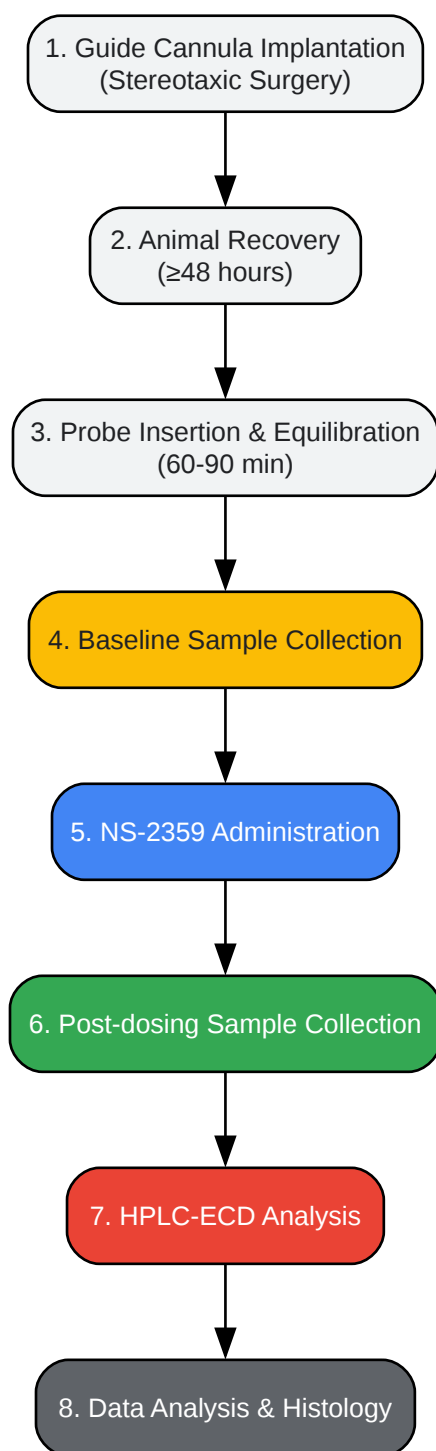 1. Guide Cannula Implantation
(Stereotaxic Surgery)
2. Animal Recovery
(≥48 hours)
3. Probe Insertion & Equilibration
(60-90 min)
4. Baseline Sample Collection
5. NS-2359 Administration
6. Post-dosing Sample Collection
7. HPLC-ECD Analysis
8. Data Analysis & Histology